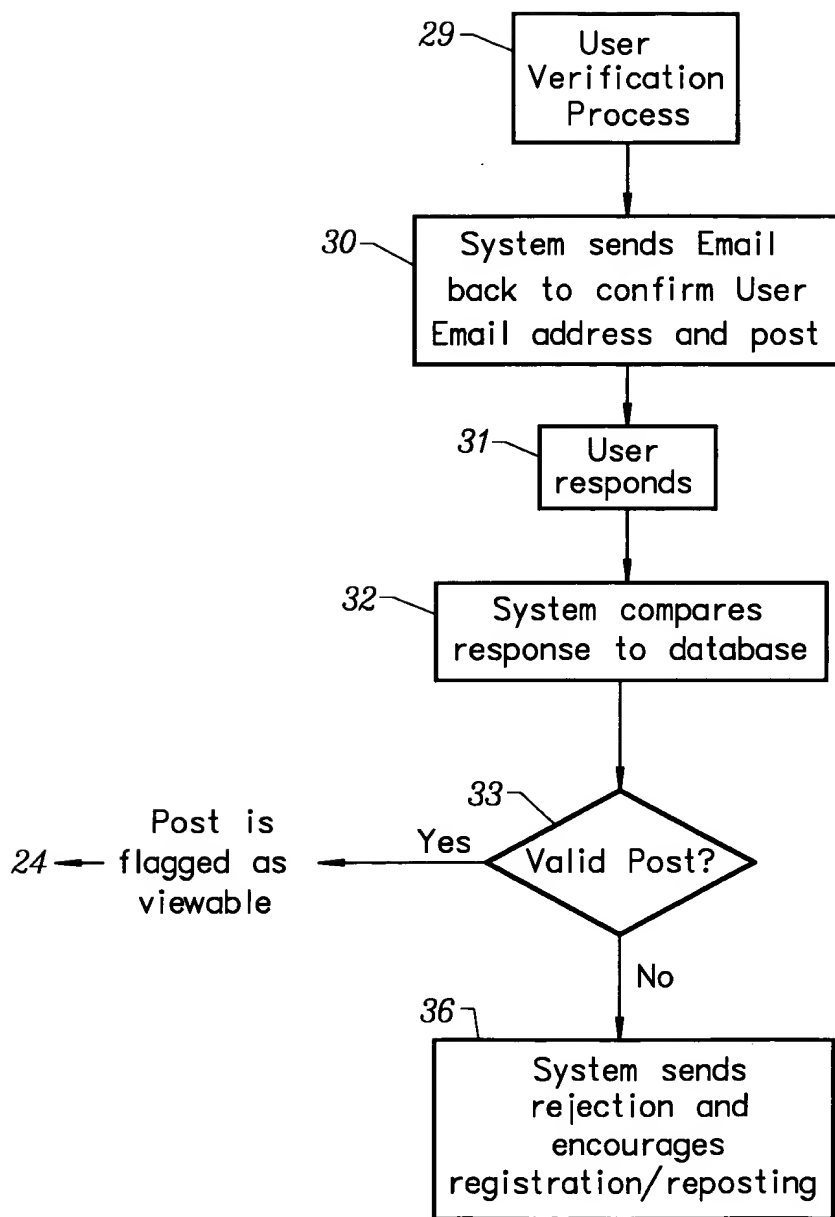 29
User
Verification
Process
30
System sends Email
back to confirm User
Email address and post
31
User
responds
32
System compares
response to database
33
Valid Post?
Yes
Post is
flagged as
viewable
24
No
36
System sends
rejection and
encourages
registration/reposting